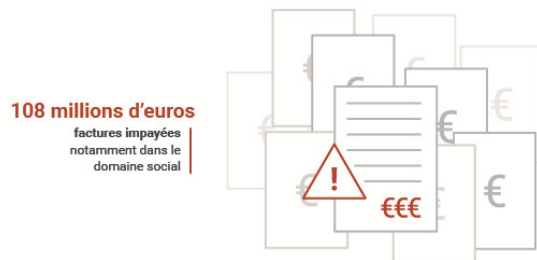 108 millions d'euros
factures impayées
notamment dans le
domaine social
!
€€€
€
€
€
€
€
€
€